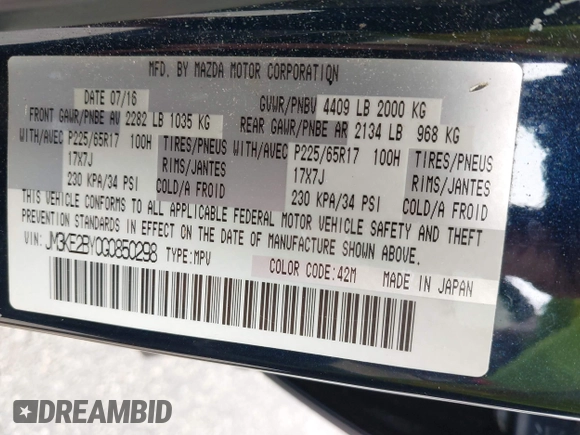 MFD. BY MAZDA MOTOR CORPORATION
DATE 07/16 GVWR/PNBV 4409 LB 2000 KG
FRONT GAWR/PNBE AV 2282 LB 1035 KG REAR GAWR/PNBE AR 2134 LB 968 KG
WITH/AVEC P225/65R17 100H TIRES/PNEUS WITH/AVEC P225/65R17 100H TIRES/PNEUS
17X7J RIMS/JANTES 17X7J RIMS/JANTES
230 KPA/34 PSI COLD/A FROID 230 KPA/34 PSI COLD/A FROID
THIS VEHICLE CONFORMS TO ALL APPLICABLE FEDERAL MOTOR VEHICLE SAFETY AND THEFT
PREVENTION STANDARDS IN EFFECT ON THE DATE OF MANUFACTURE SHOWN ABOVE.
VIN: JM3KE2BY0G0850298 TYPE:MPV COLOR CODE:42M MADE IN JAPAN
DREAMBID